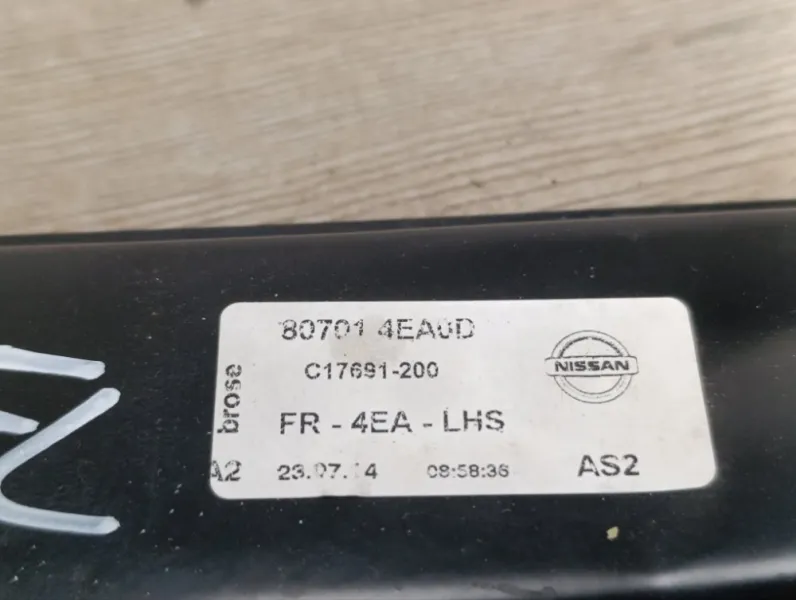 80701 4EA0D
C17691-200
NISSAN
brose
FR - 4EA - LHS
A2 23.07.14 08:58:36 AS2